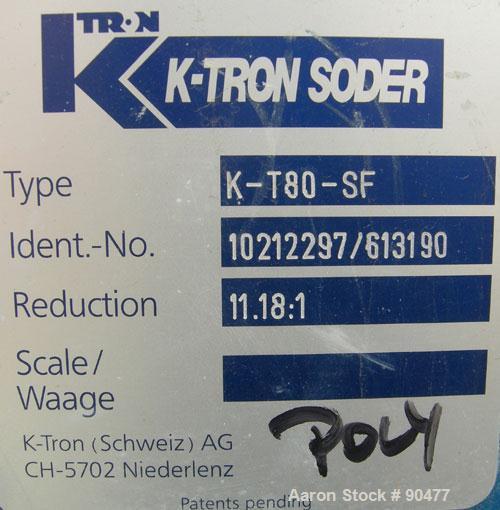 K-TRON
K-TRON SODER
Type K-T80-SF
Ident.-No. 10212297/613190
Reduction 11.18:1
Scale/
Waage
POLY
K-Tron (Schweiz) AG
CH-5702 Niederlenz
Patents pending
Aaron Stock # 90477